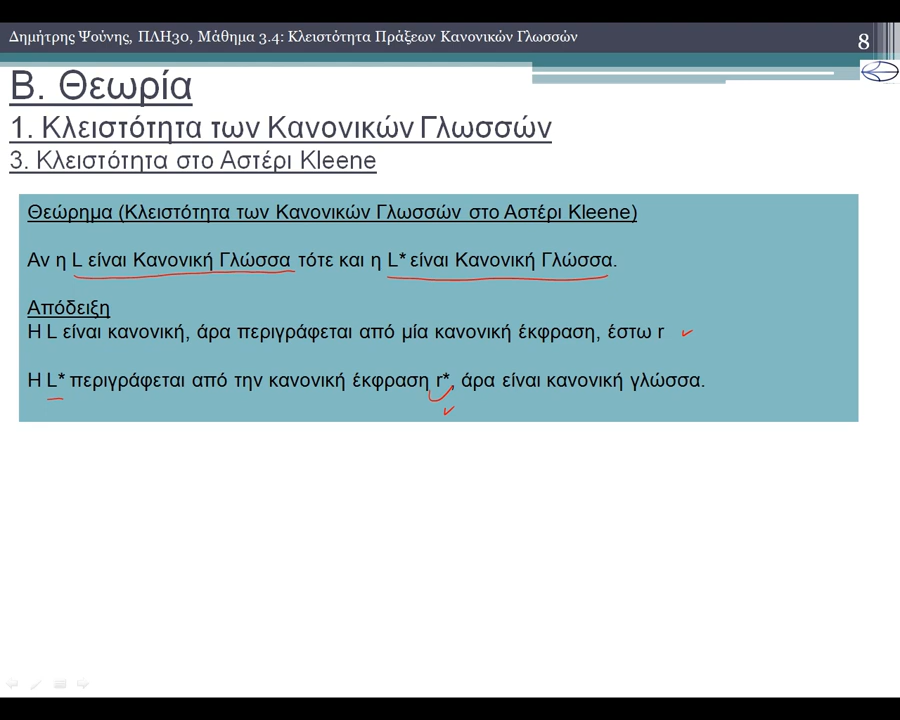 Δημήτρης Ψούνης, ΠΛΗ30, Μάθημα 3.4: Κλειστότητα Πράξεων Κανονικών Γλωσσών
8
Β. Θεωρία
1. Κλειστότητα των Κανονικών Γλωσσών
3. Κλειστότητα στο Αστέρι Kleene
Θεώρημα (Κλειστότητα των Κανονικών Γλωσσών στο Αστέρι Kleene)
Αν η L είναι Κανονική Γλώσσα τότε και η L* είναι Κανονική Γλώσσα.
Απόδειξη
Η L είναι κανονική, άρα περιγράφεται από μία κανονική έκφραση, έστω r
Η L* περιγράφεται από την κανονική έκφραση r*, άρα είναι κανονική γλώσσα.